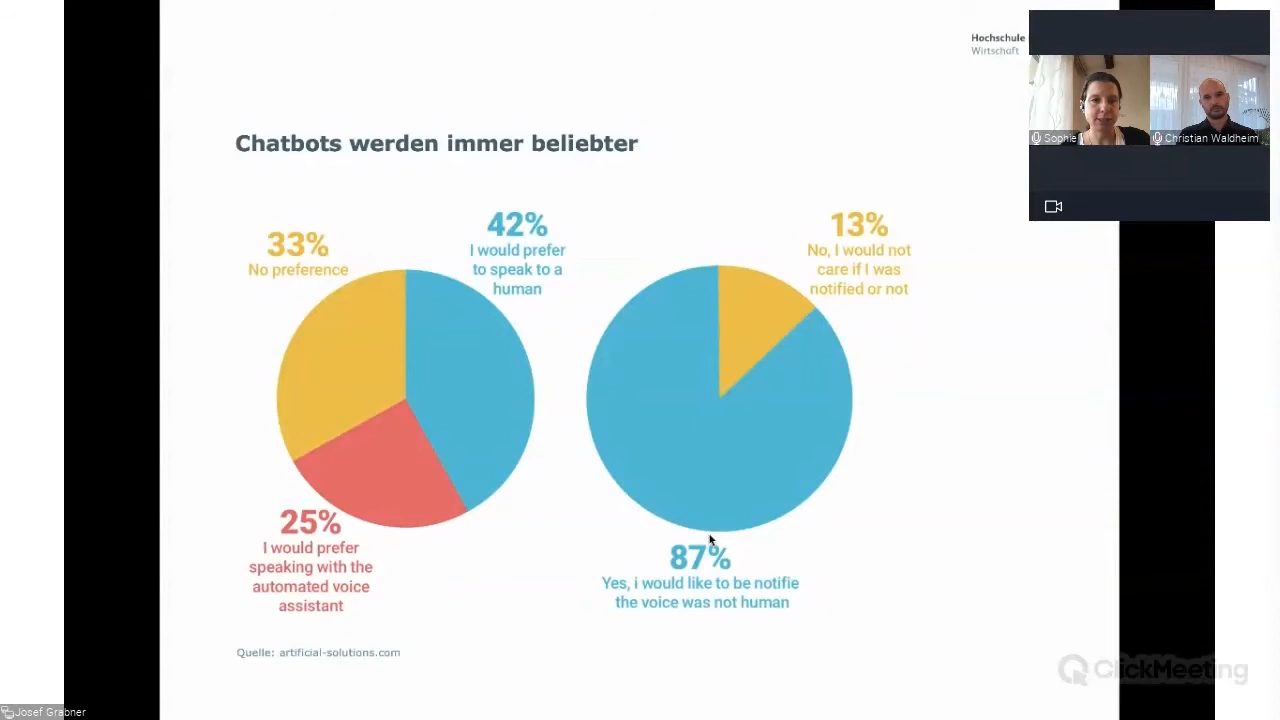 Hochschule
Wirtschaft
Sophie
Christian Waldheim
Chatbots werden immer beliebter
33%
No preference
42%
I would prefer
to speak to a
human
25%
I would prefer
speaking with the
automated voice
assistant
13%
No, I would not
care if I was
notified or not
87%
Yes, i would like to be notifie
the voice was not human
Quelle: artificial-solutions.com
ClickMeeting
Josef Grabner